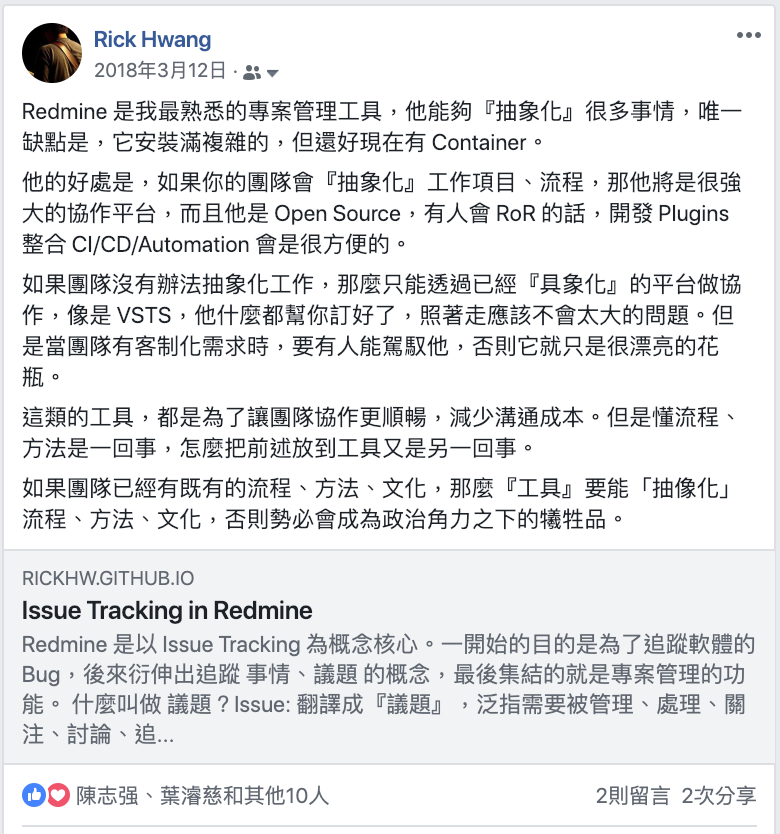 Rick Hwang
2018年3月12日 ·
Redmine 是我最熟悉的專案管理工具，他能夠『抽象化』很多事情，唯一
缺點是，它安裝滿複雜的，但還好現在有 Container。
他的好處是，如果你的團隊會『抽象化』工作項目、流程，那他將是很強
大的協作平台，而且他是 Open Source，有人會 RoR 的話，開發 Plugins
整合 CI/CD/Automation 會是很方便的。
如果團隊沒有辦法抽象化工作，那麼只能透過已經『具象化』的平台做協
作，像是 VSTS，他什麼都幫你訂好了，照著走應該不會太大的問題。但
是當團隊有客制化需求時，要有人能駕馭他，否則它就只是很漂亮的花
瓶。
這類的工具，都是為了讓團隊協作更順暢，減少溝通成本。但是懂流程、
方法是一回事，怎麼把前述放到工具又是另一回事。
如果團隊已經有既有的流程、方法、文化，那麼『工具』要能「抽像化」
流程、方法、文化，否則勢必會成為政治角力之下的犧牲品。
RICKHW.GITHUB.IO
Issue Tracking in Redmine
Redmine 是以 Issue Tracking 為概念核心。一開始的目的是為了追蹤軟體的
Bug，後來衍伸出追蹤 事情、議題 的概念，最後集結的就是專案管理的功
能。 什麼叫做 議題？Issue: 翻譯成『議題』，泛指需要被管理、處理、關
注、討論、追...
陳志强、葉濬慈和其他10人
2則留言 2次分享